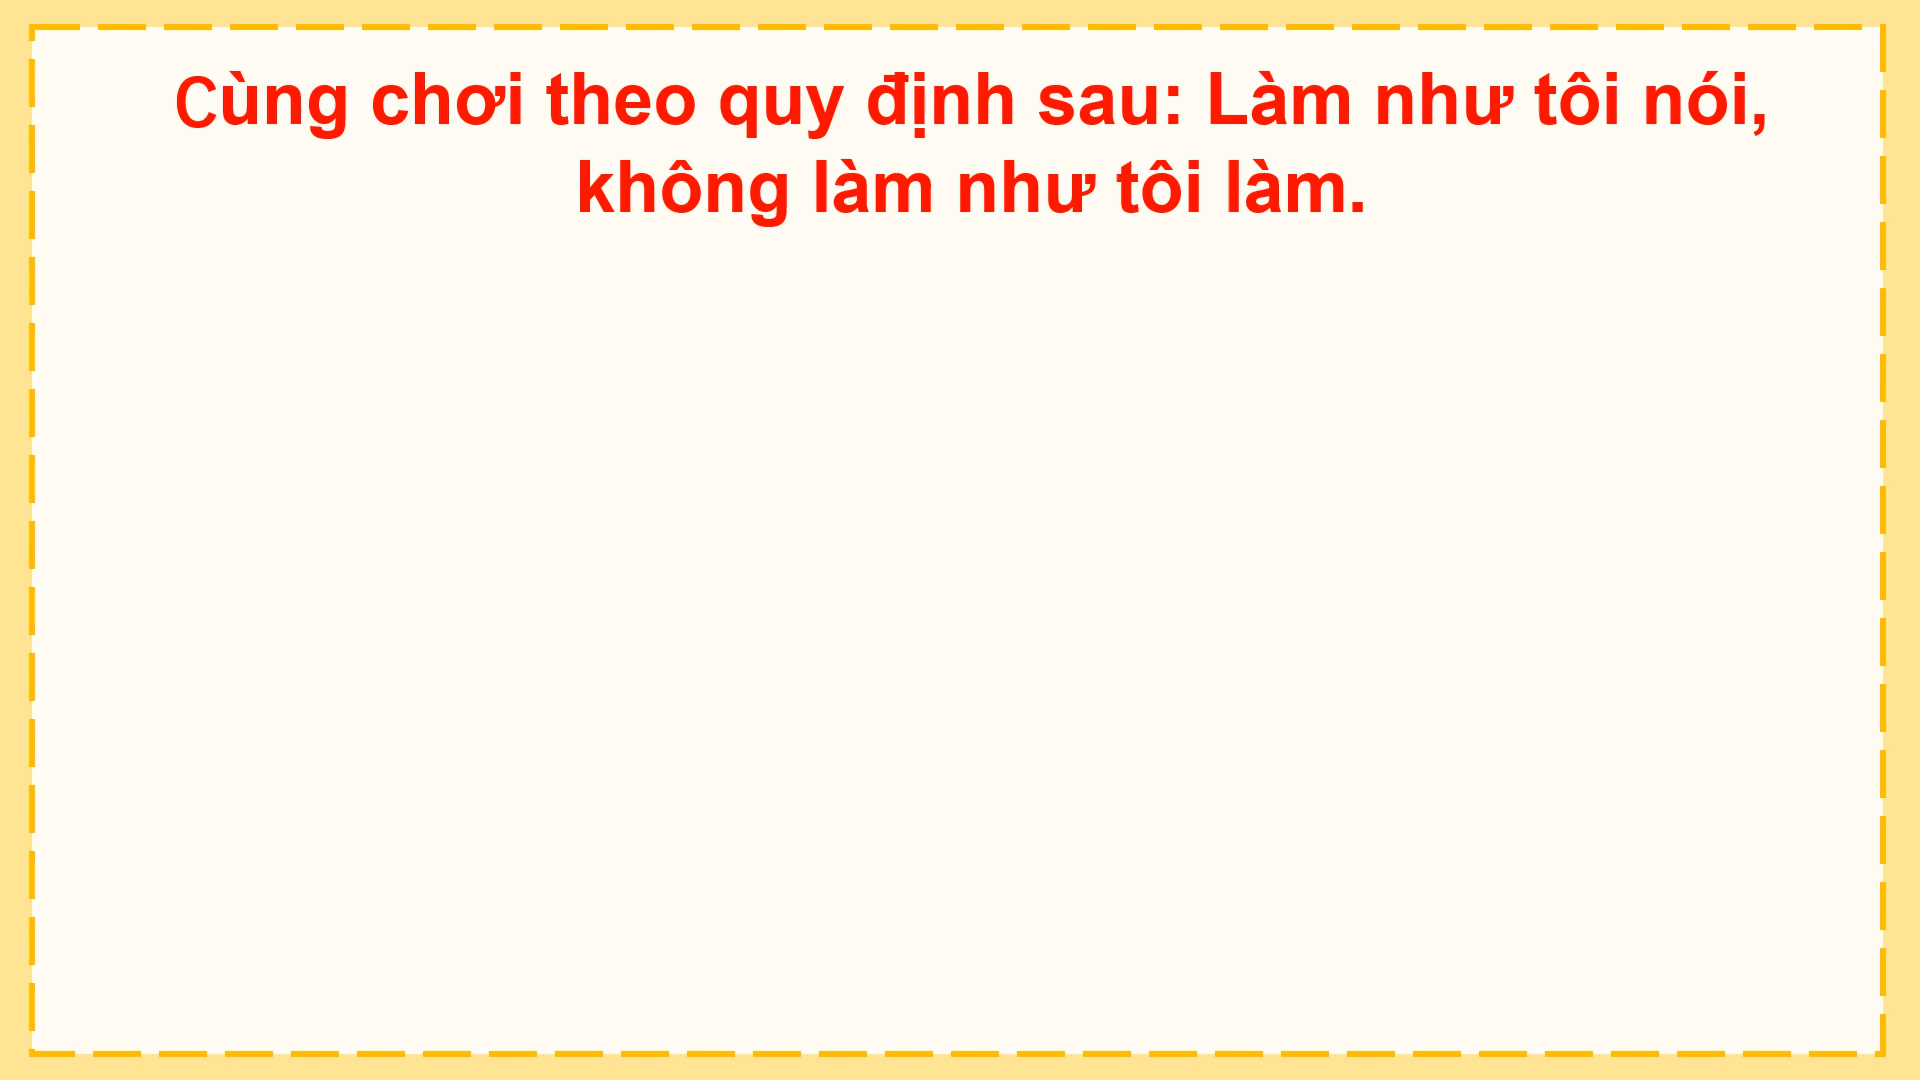 Cùng chơi theo quy định sau: Làm như tôi nói,
không làm như tôi làm.